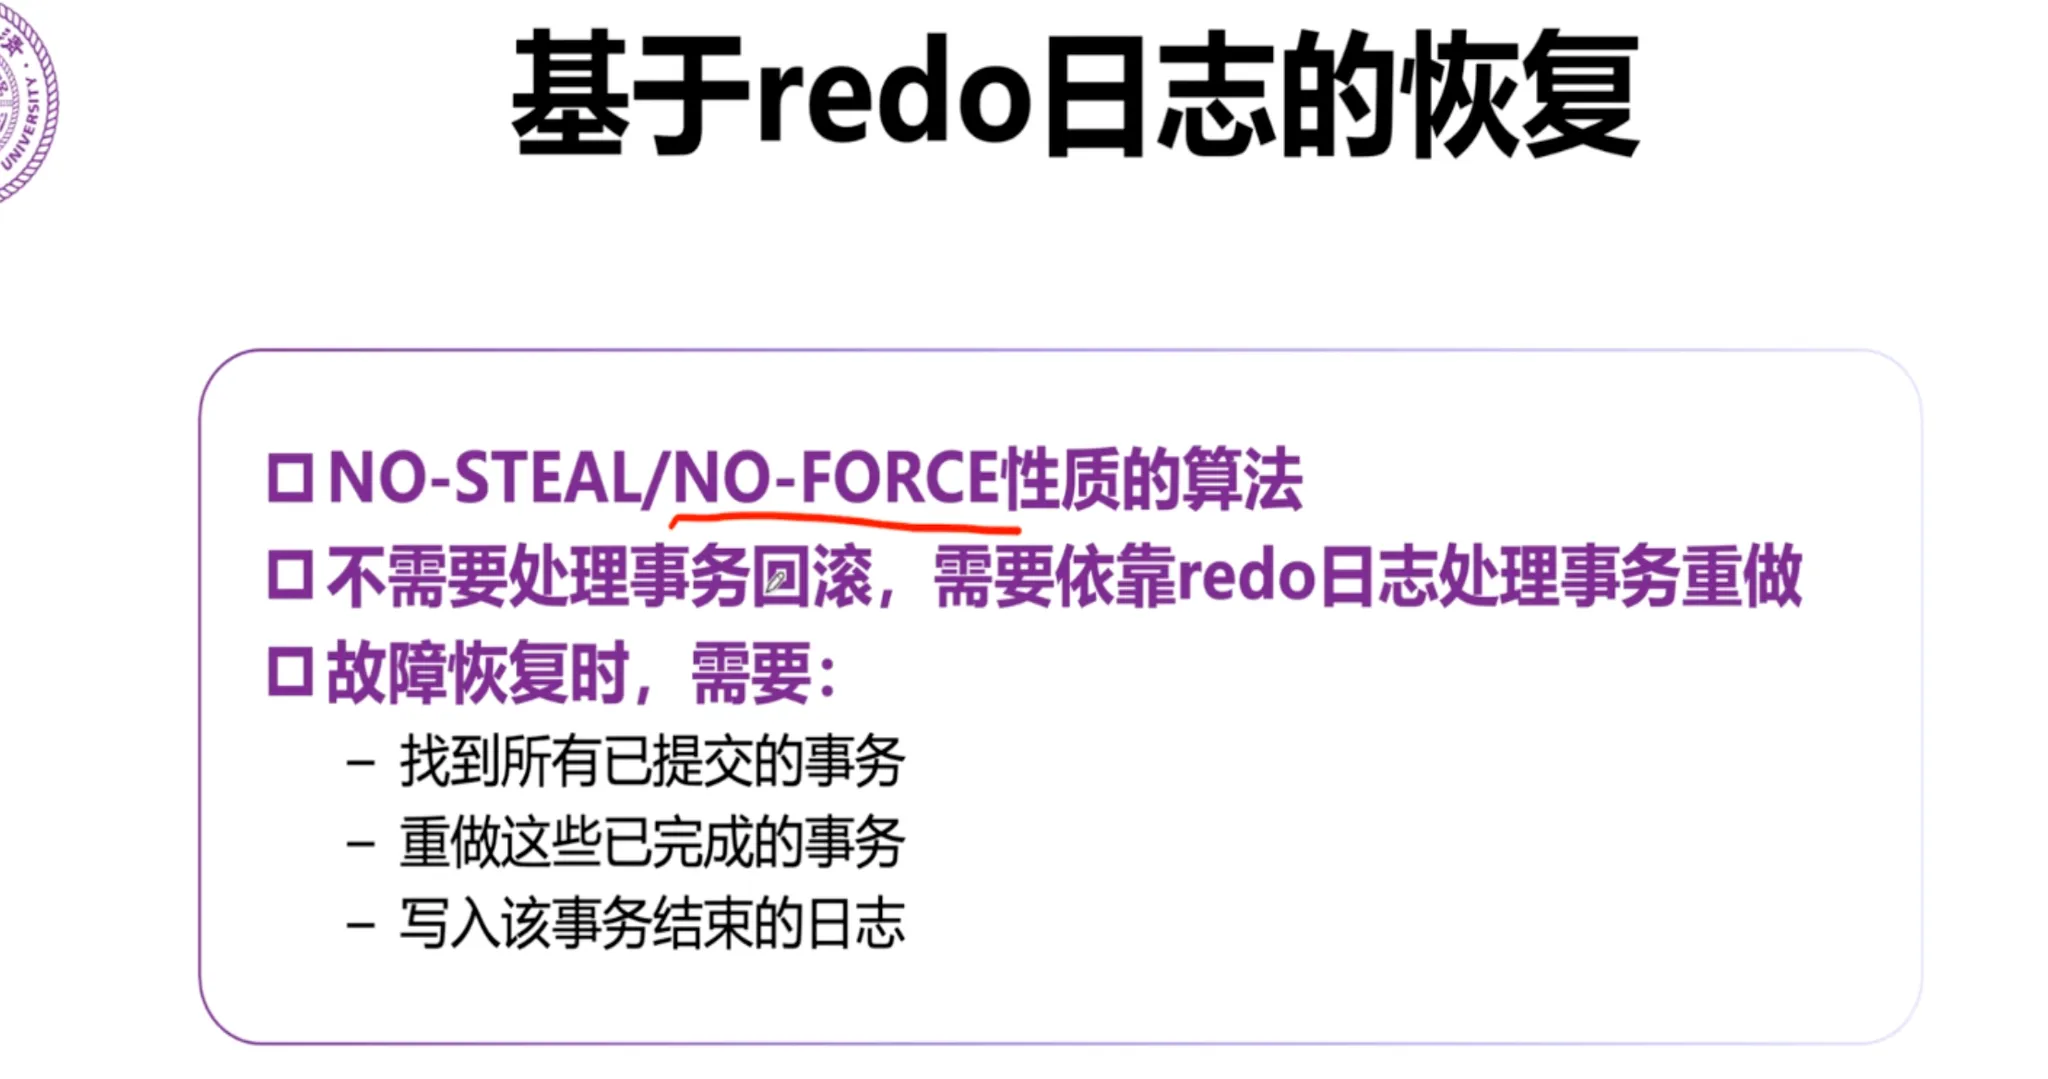 濟
UNIVERSITY
基于redo日志的恢复
NO-STEAL/NO-FORCE性质的算法
不需要处理事务回滚，需要依靠redo日志处理事务重做
故障恢复时，需要：
– 找到所有已提交的事务
– 重做这些已完成的事务
– 写入该事务结束的日志